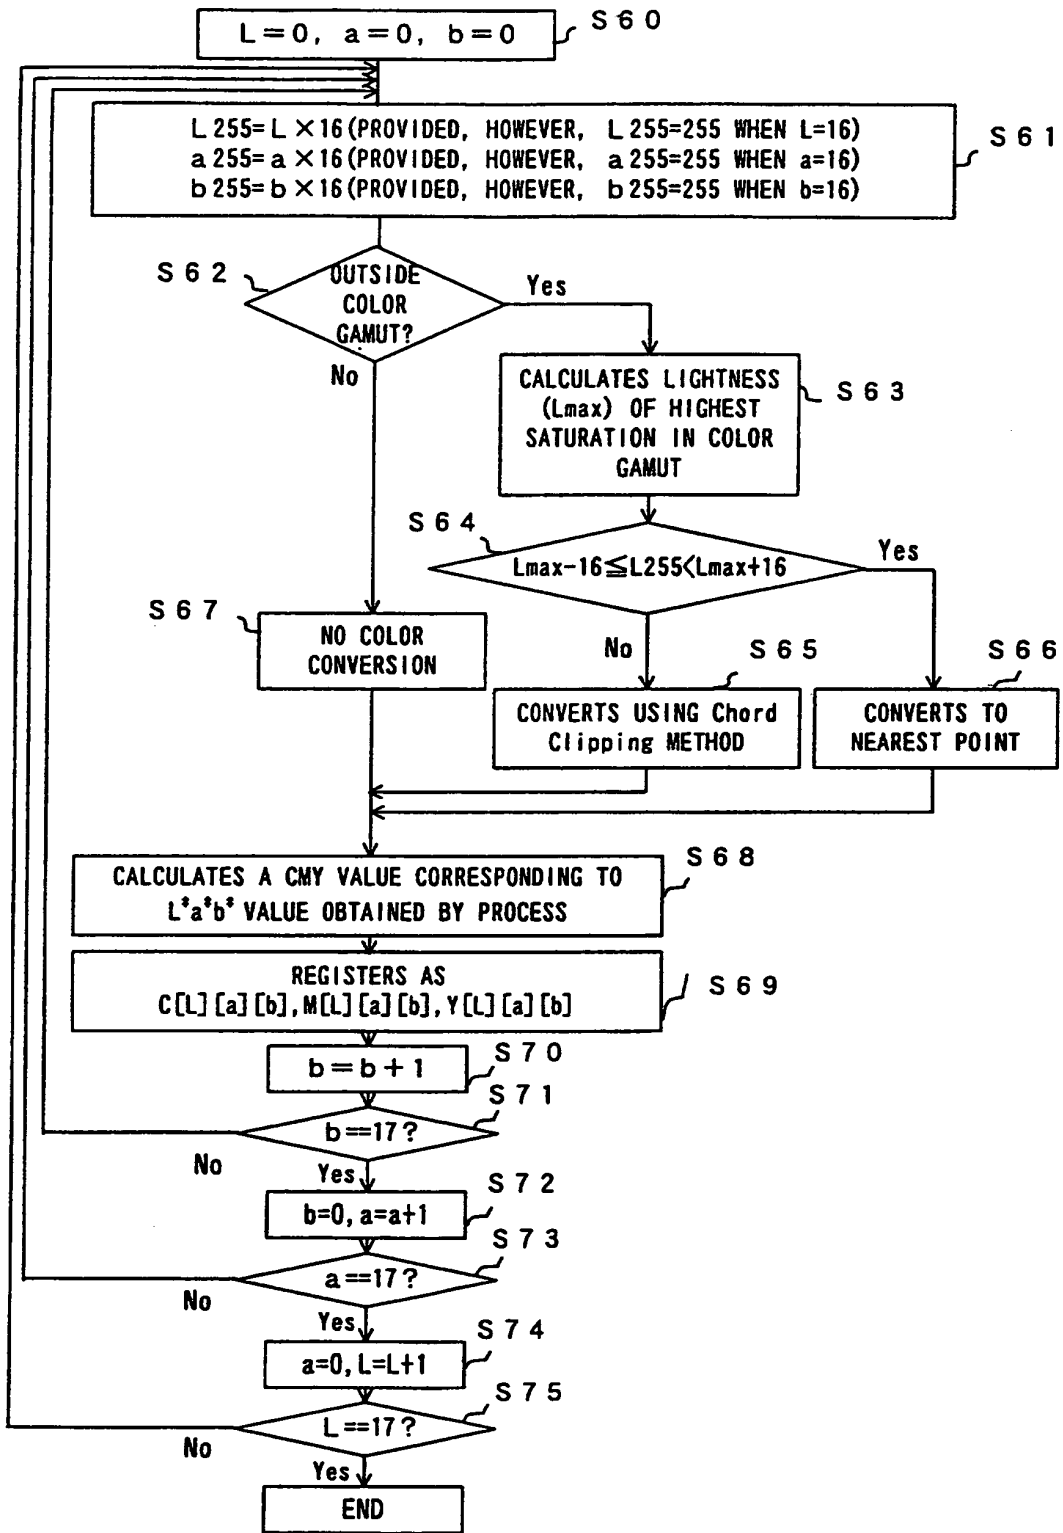 L=0, a=0, b=0
S60
L255=L×16(PROVIDED, HOWEVER, L255=255 WHEN L=16)
a255=a×16(PROVIDED, HOWEVER, a255=255 WHEN a=16)
b255=b×16(PROVIDED, HOWEVER, b255=255 WHEN b=16)
S61
S62
OUTSIDE
COLOR
GAMUT?
Yes
No
CALCULATES LIGHTNESS
(Lmax) OF HIGHEST
SATURATION IN COLOR
GAMUT
S63
S64
Lmax-16≦L255<Lmax+16
Yes
No
S67
NO COLOR
CONVERSION
S65
CONVERTS USING Chord
Clipping METHOD
S66
CONVERTS TO
NEAREST POINT
S68
CALCULATES A CMY VALUE CORRESPONDING TO
L*a*b* VALUE OBTAINED BY PROCESS
REGISTERS AS
C[L][a][b],M[L][a][b],Y[L][a][b]
S69
b=b+1
S70
S71
b==17?
No
Yes
S72
b=0,a=a+1
S73
a==17?
No
Yes
S74
a=0,L=L+1
S75
L==17?
No
Yes
END